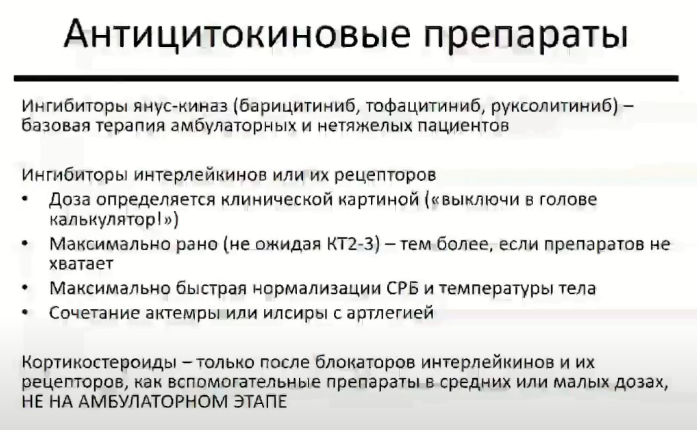 Антицитокиновые препараты
Ингибиторы янус-киназ (барицитиниб, тофацитиниб, руксолитиниб) –
базовая терапия амбулаторных и нетяжелых пациентов
Ингибиторы интерлейкинов или их рецепторов
• Доза определяется клинической картиной («выключи в голове
калькулятор!»)
• Максимально рано (не ожидая КТ2-3) – тем более, если препаратов не
хватает
• Максимально быстрая нормализации СРБ и температуры тела
• Сочетание актемры или илсиры с артлегией
Кортикостероиды – только после блокаторов интерлейкинов и их
рецепторов, как вспомогательные препараты в средних или малых дозах,
НЕ НА АМБУЛАТОРНОМ ЭТАПЕ